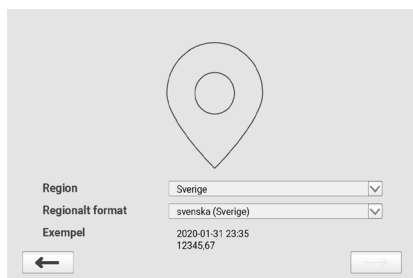 Region Sverige
Regionalt format svenska (Sverige)
Exempel 2020-01-31 23:35
12345,67